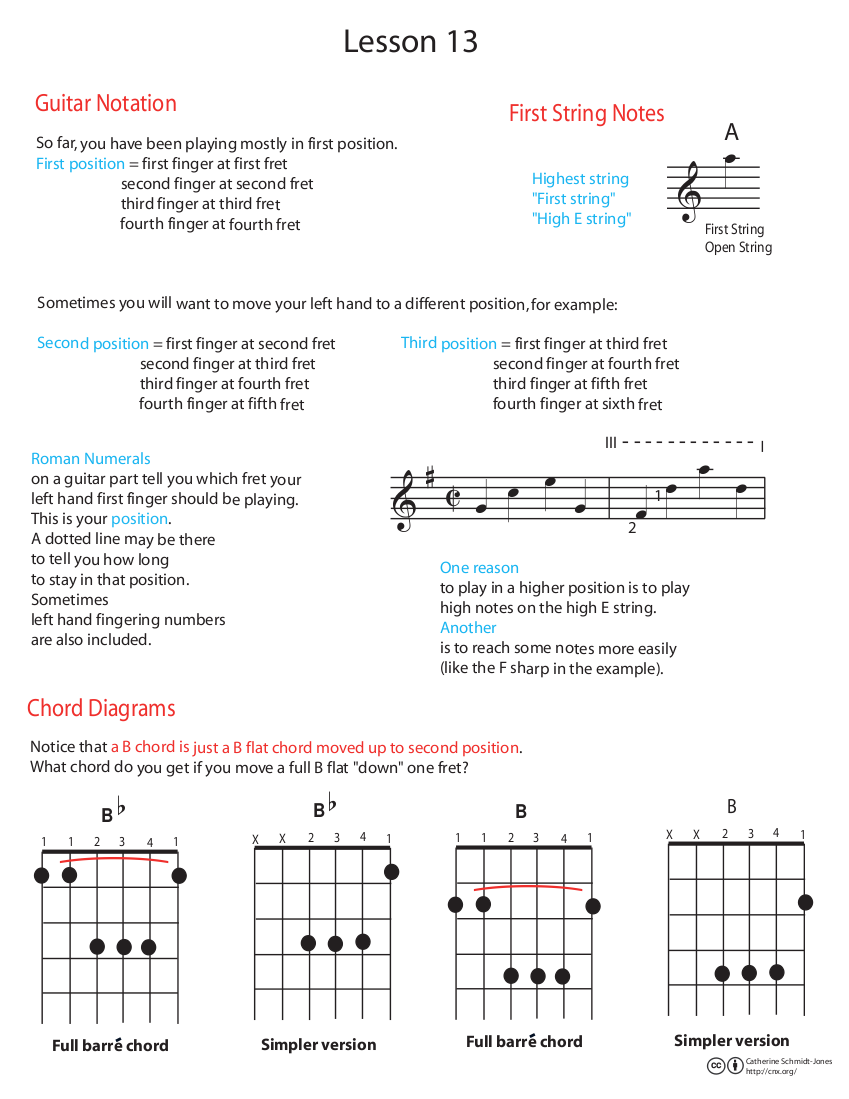 Lesson 13
Guitar Notation
So far, you have been playing mostly in first position.
First position = first finger at first fret
second finger at second fret
third finger at third fret
fourth finger at fourth fret
First String Notes
A
Highest string
"First string"
"High E string"
First String
Open String
Sometimes you will want to move your left hand to a different position, for example:
Second position = first finger at second fret
second finger at third fret
third finger at fourth fret
fourth finger at fifth fret
Third position = first finger at third fret
second finger at fourth fret
third finger at fifth fret
fourth finger at sixth fret
Roman Numerals
on a guitar part tell you which fret your
left hand first finger should be playing.
This is your position.
A dotted line may be there
to tell you how long
to stay in that position.
Sometimes
left hand fingering numbers
are also included.
III I
1
2
One reason
to play in a higher position is to play
high notes on the high E string.
Another
is to reach some notes more easily
(like the F sharp in the example).
Chord Diagrams
Notice that a B chord is just a B flat chord moved up to second position.
What chord do you get if you move a full B flat "down" one fret?
B♭
1 1 2 3 4 1
Full barré chord
B♭
X X 2 3 4 1
Simpler version
B
1 1 2 3 4 1
Full barré chord
B
X X 2 3 4 1
Simpler version
cc
Catherine Schmidt-Jones
http://cnx.org/